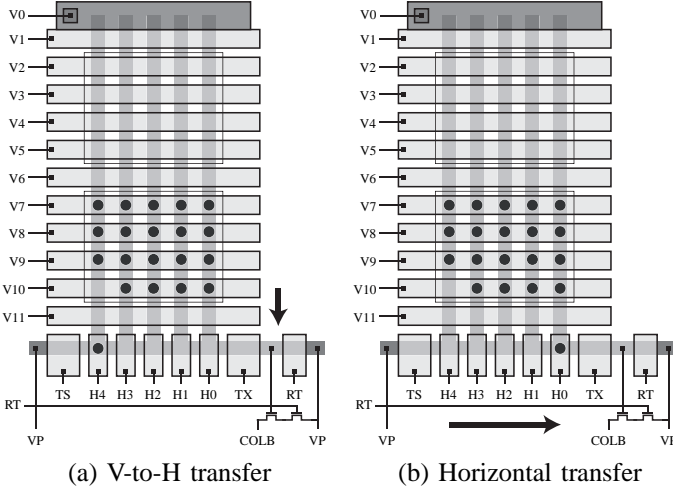 V0 V0
V1 V1
V2 V2
V3 V3
V4 V4
V5 V5
V6 V6
V7 V7
V8 V8
V9 V9
V10 V10
V11 V11
TS H4 H3 H2 H1 H0 TX RT TS H4 H3 H2 H1 H0 TX RT
RT RT
VP COLB VP VP COLB VP
(a) V-to-H transfer (b) Horizontal transfer